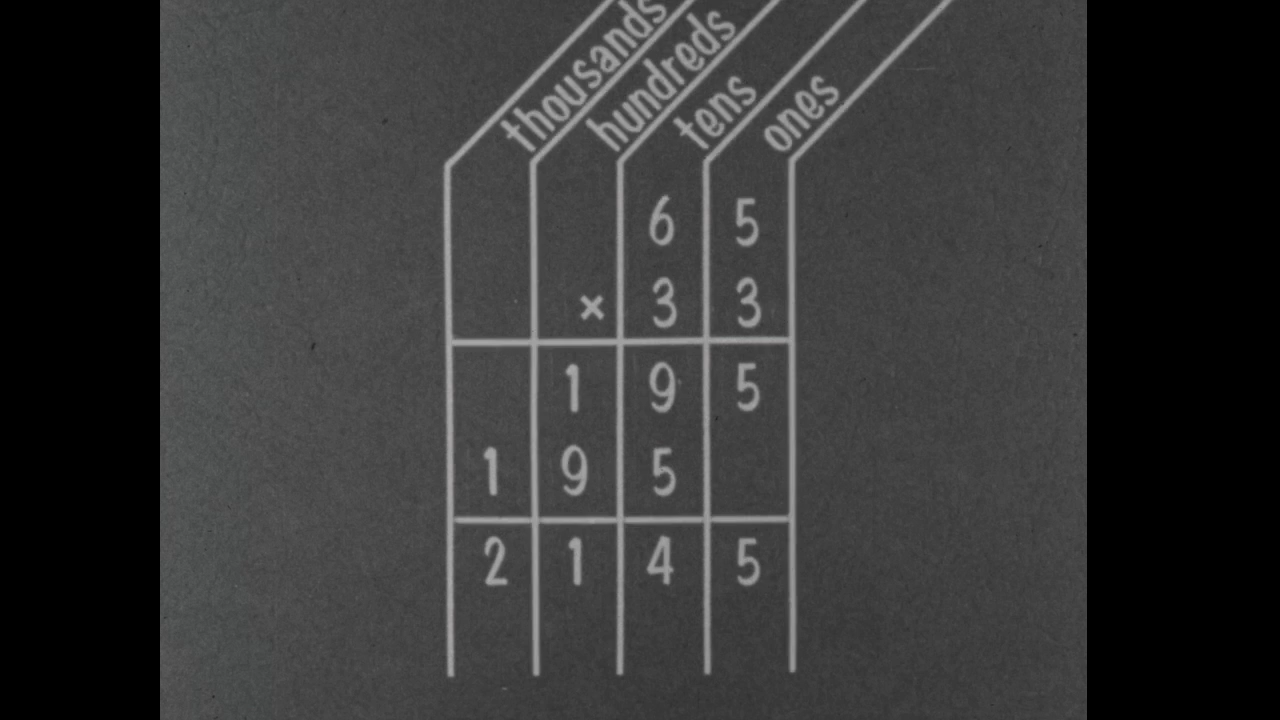 thousands hundreds tens ones
6 5
× 3 3
1 9 5
1 9 5
2 1 4 5